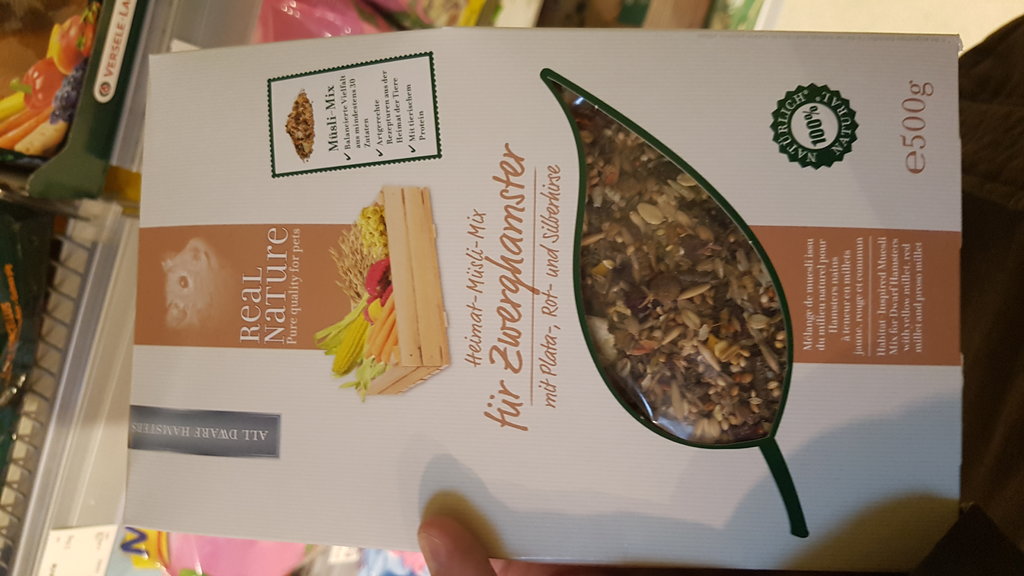 VERSELE-LA
Müsli-Mix
✓ Balancierte Vielfalt
aus mindestens 30
Zutaten
✓ Artgerechte
Rezepturen aus der
Heimat der Tiere
✓ Mit tierischem
Protein
REAL
NATURE
Pure quality for pets
ALL DWARF HAMSTERS
Heimat-Müsli-Mix
für Zwerghamster
mit Plata-, Rot- und Silberhirse
NATÜRLICH*
100%
NATURAL
Mélange de muesli issu
du milieu naturel pour
Hamsters nains
à teneur en millets
jaune, rouge et commun
Habitat Inspired Muesli
Mix for Dwarf Hamsters
with yellow millet, red
millet and proso millet
℮500g